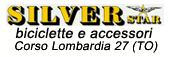 SILVER STAR
biciclette e accessori
Corso Lombardia 27 (TO)